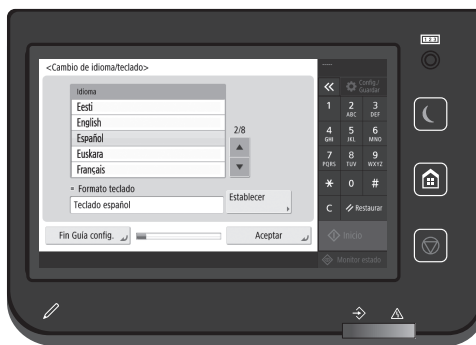 123
<Cambio de idioma/teclado>
Idioma
Eesti
English
Español
Euskara
Français
2/8
Formato teclado
Teclado español
Establecer
Fin Guía config.
Aceptar
Config./
Guardar
1 2 3
ABC DEF
4 5 6
GHI JKL MNO
7 8 9
PQRS TUV WXYZ
* 0 #
C Restaurar
Inicio
Monitor estado